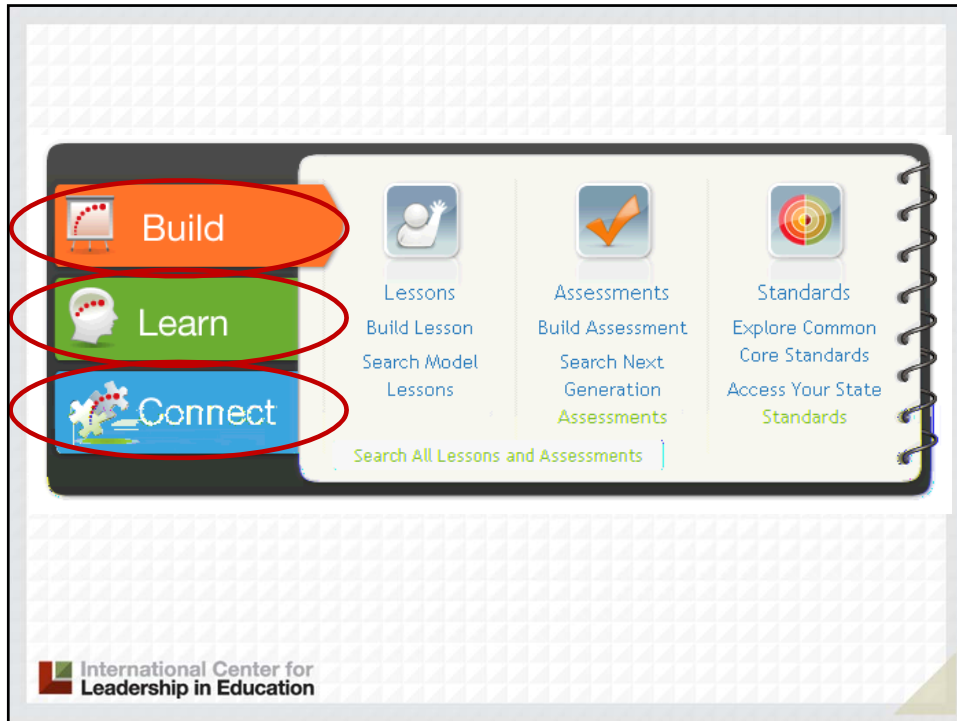 Build
Learn
Connect
Lessons
Build Lesson
Search Model
Lessons
Assessments
Build Assessment
Search Next
Generation
Assessments
Standards
Explore Common
Core Standards
Access Your State
Standards
Search All Lessons and Assessments
International Center for
Leadership in Education